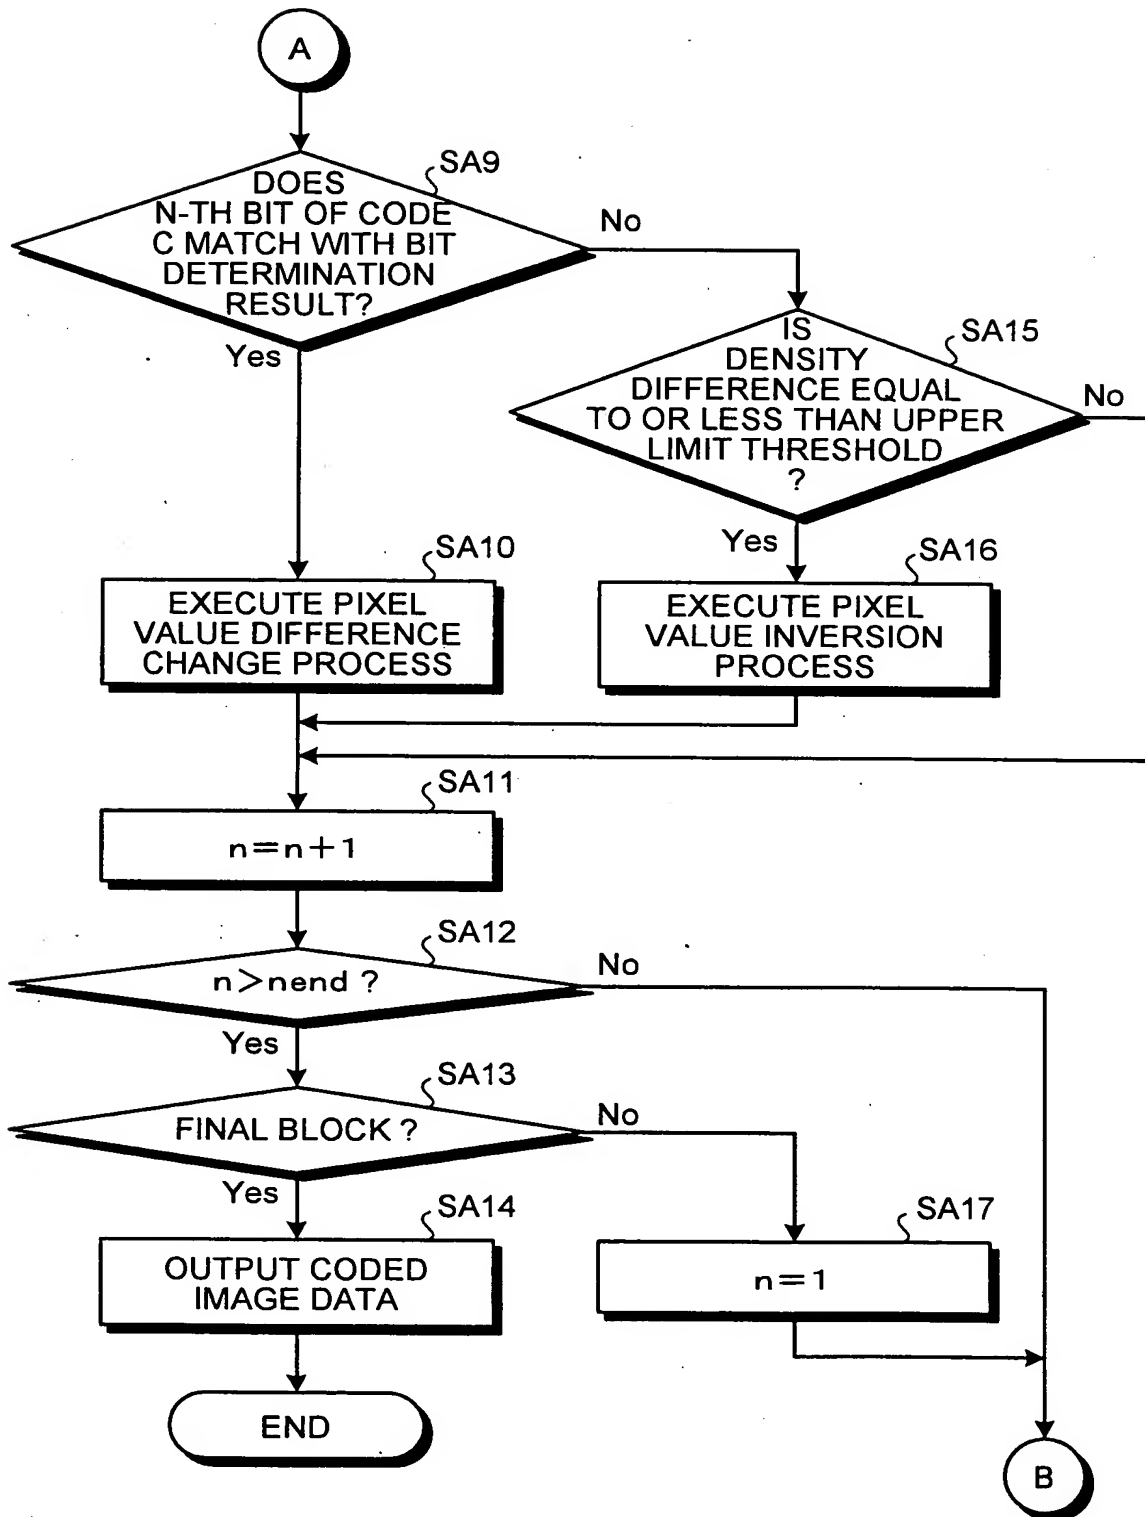 A
SA9
DOES
N-TH BIT OF CODE
C MATCH WITH BIT
DETERMINATION
RESULT?
No
Yes
SA15
IS
DENSITY
DIFFERENCE EQUAL
TO OR LESS THAN UPPER
LIMIT THRESHOLD
?
No
Yes
SA10
EXECUTE PIXEL
VALUE DIFFERENCE
CHANGE PROCESS
SA16
EXECUTE PIXEL
VALUE INVERSION
PROCESS
SA11
n=n+1
SA12
n>nend ?
No
Yes
SA13
FINAL BLOCK ?
No
Yes
SA14
OUTPUT CODED
IMAGE DATA
SA17
n=1
END
B